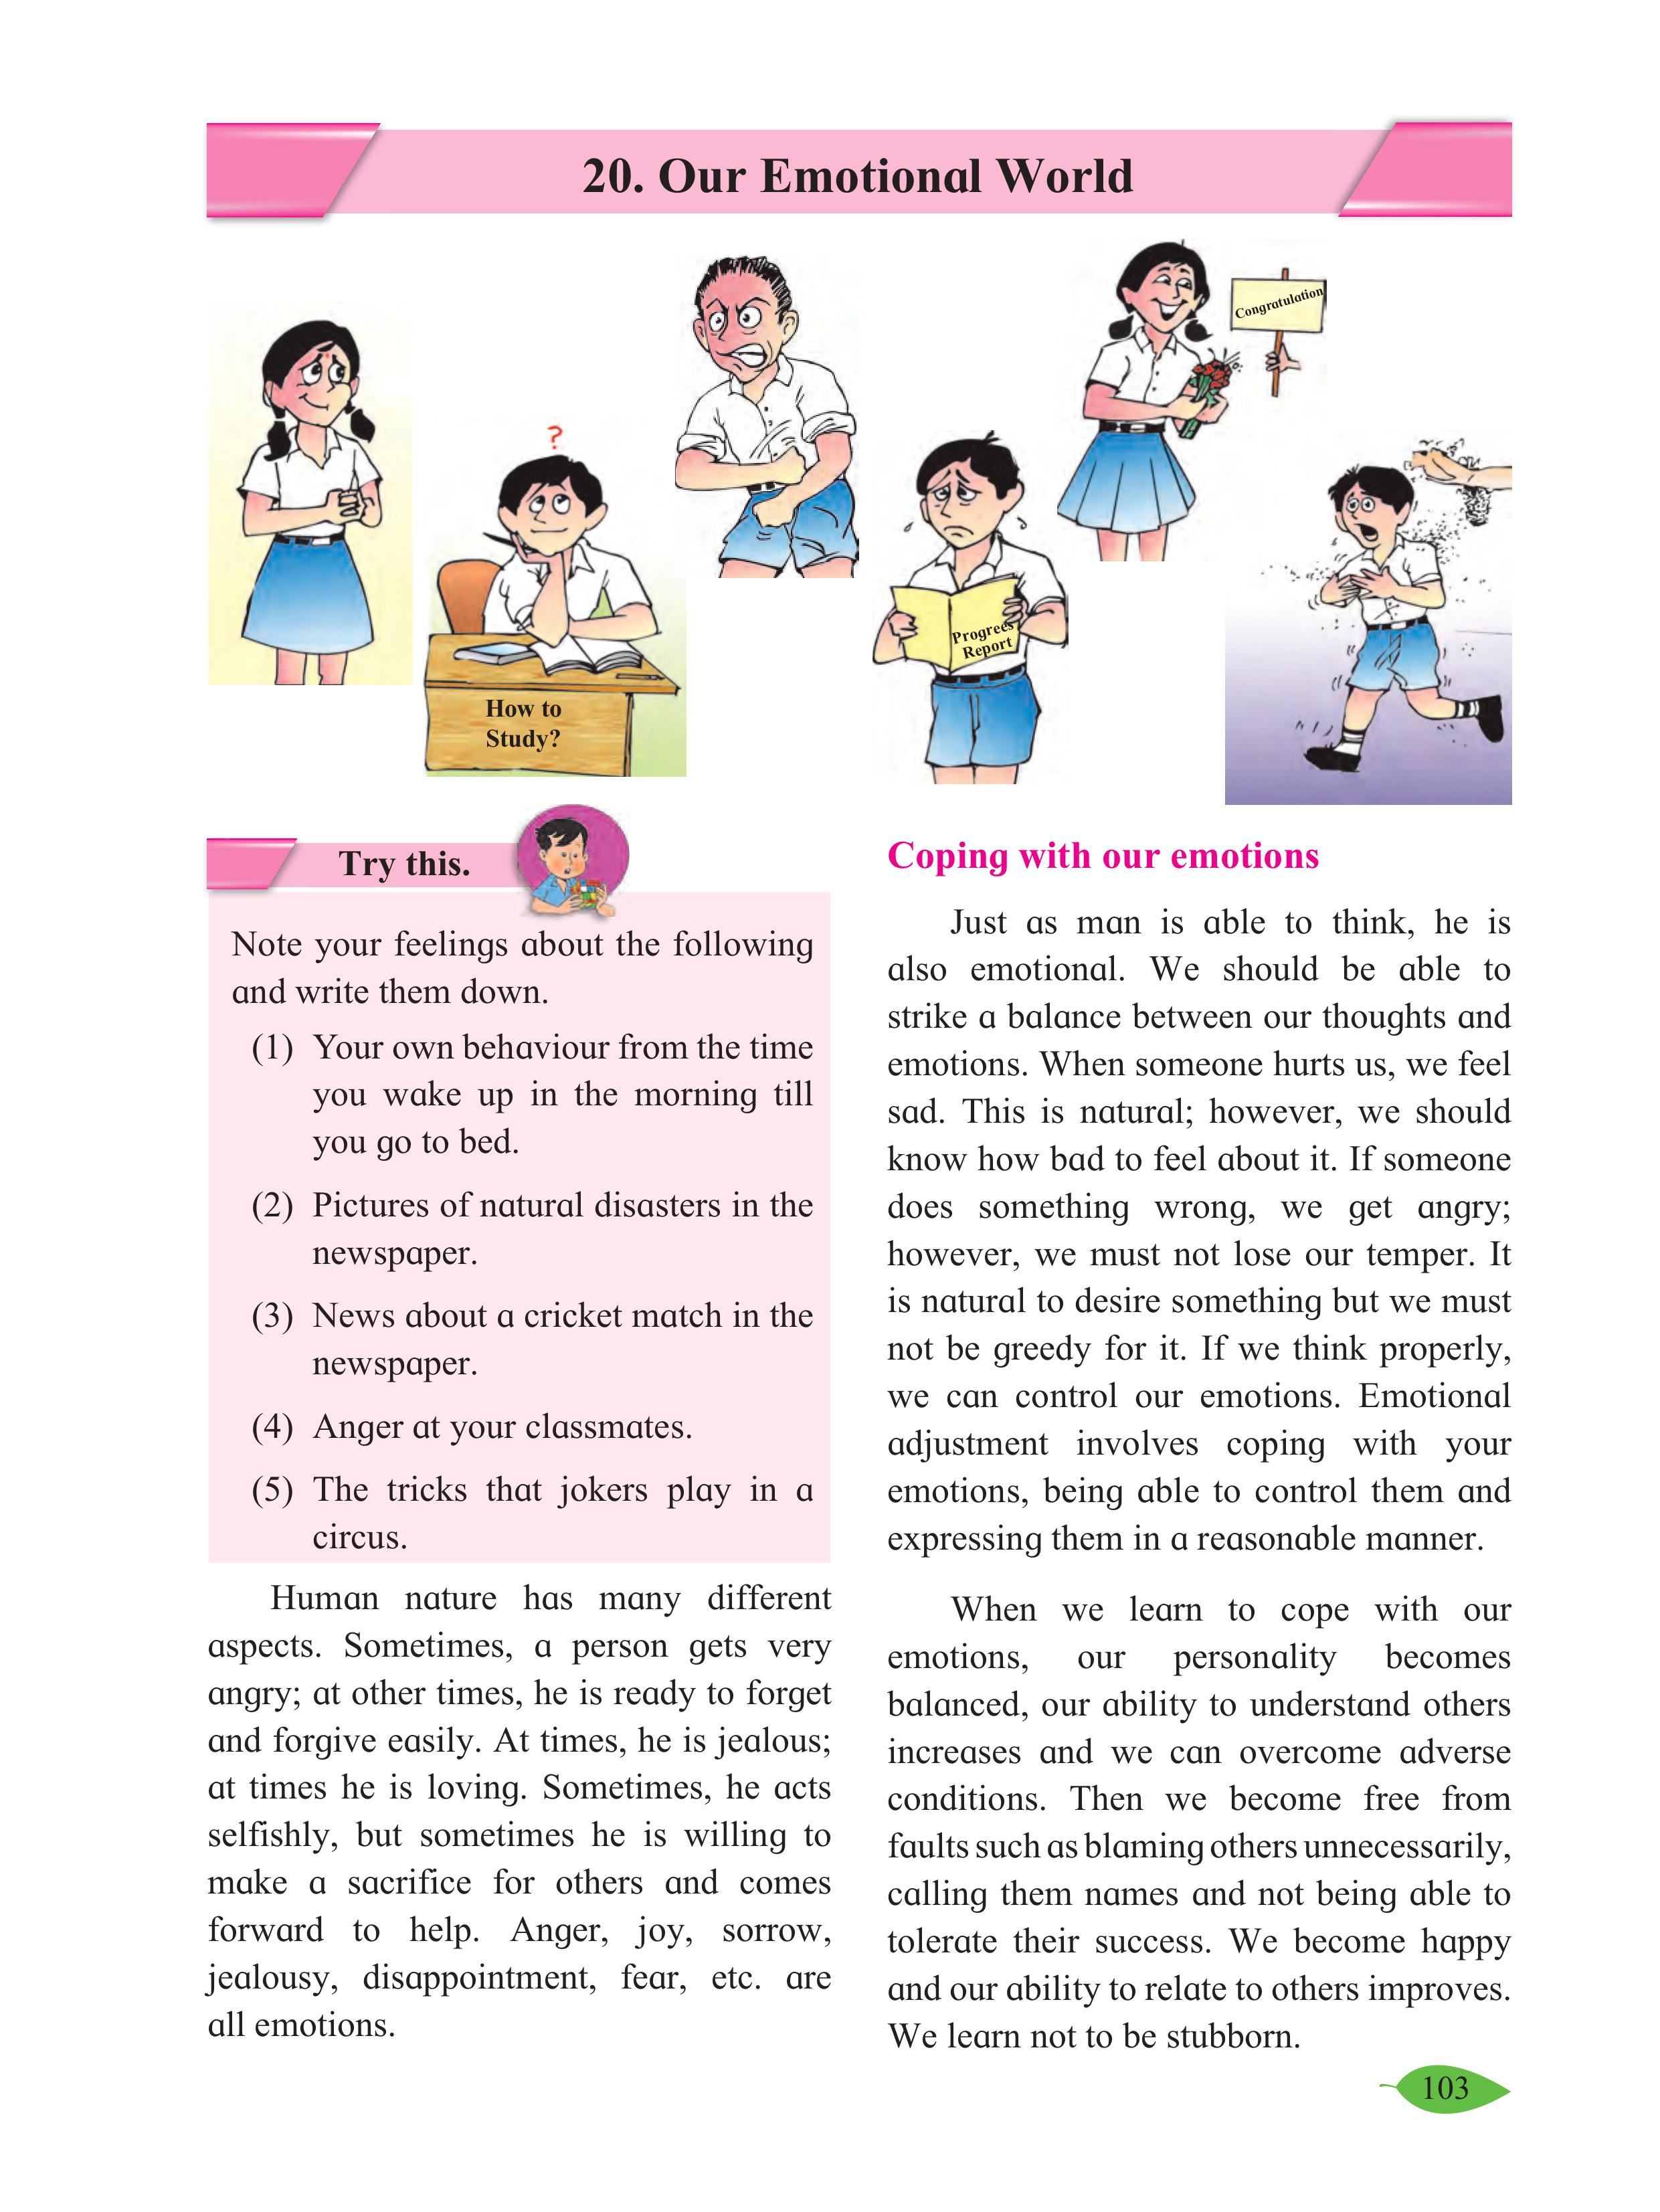 20. Our Emotional World
Congratulation
?
Progrees
Report
How to
Study?
Try this.
Note your feelings about the following
and write them down.
(1) Your own behaviour from the time
you wake up in the morning till
you go to bed.
(2) Pictures of natural disasters in the
newspaper.
(3) News about a cricket match in the
newspaper.
(4) Anger at your classmates.
(5) The tricks that jokers play in a
circus.
Human nature has many different
aspects. Sometimes, a person gets very
angry; at other times, he is ready to forget
and forgive easily. At times, he is jealous;
at times he is loving. Sometimes, he acts
selfishly, but sometimes he is willing to
make a sacrifice for others and comes
forward to help. Anger, joy, sorrow,
jealousy, disappointment, fear, etc. are
all emotions.
Coping with our emotions
Just as man is able to think, he is
also emotional. We should be able to
strike a balance between our thoughts and
emotions. When someone hurts us, we feel
sad. This is natural; however, we should
know how bad to feel about it. If someone
does something wrong, we get angry;
however, we must not lose our temper. It
is natural to desire something but we must
not be greedy for it. If we think properly,
we can control our emotions. Emotional
adjustment involves coping with your
emotions, being able to control them and
expressing them in a reasonable manner.
When we learn to cope with our
emotions, our personality becomes
balanced, our ability to understand others
increases and we can overcome adverse
conditions. Then we become free from
faults such as blaming others unnecessarily,
calling them names and not being able to
tolerate their success. We become happy
and our ability to relate to others improves.
We learn not to be stubborn.
103